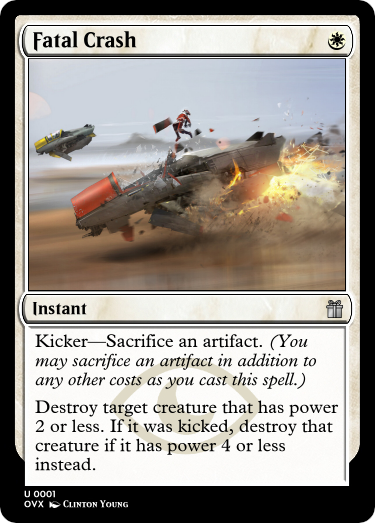 Fatal Crash
Instant
Kicker—Sacrifice an artifact. (You
may sacrifice an artifact in addition to
any other costs as you cast this spell.)
Destroy target creature that has power
2 or less. If it was kicked, destroy that
creature if it has power 4 or less
instead.
U 0001
OVX Clinton Young